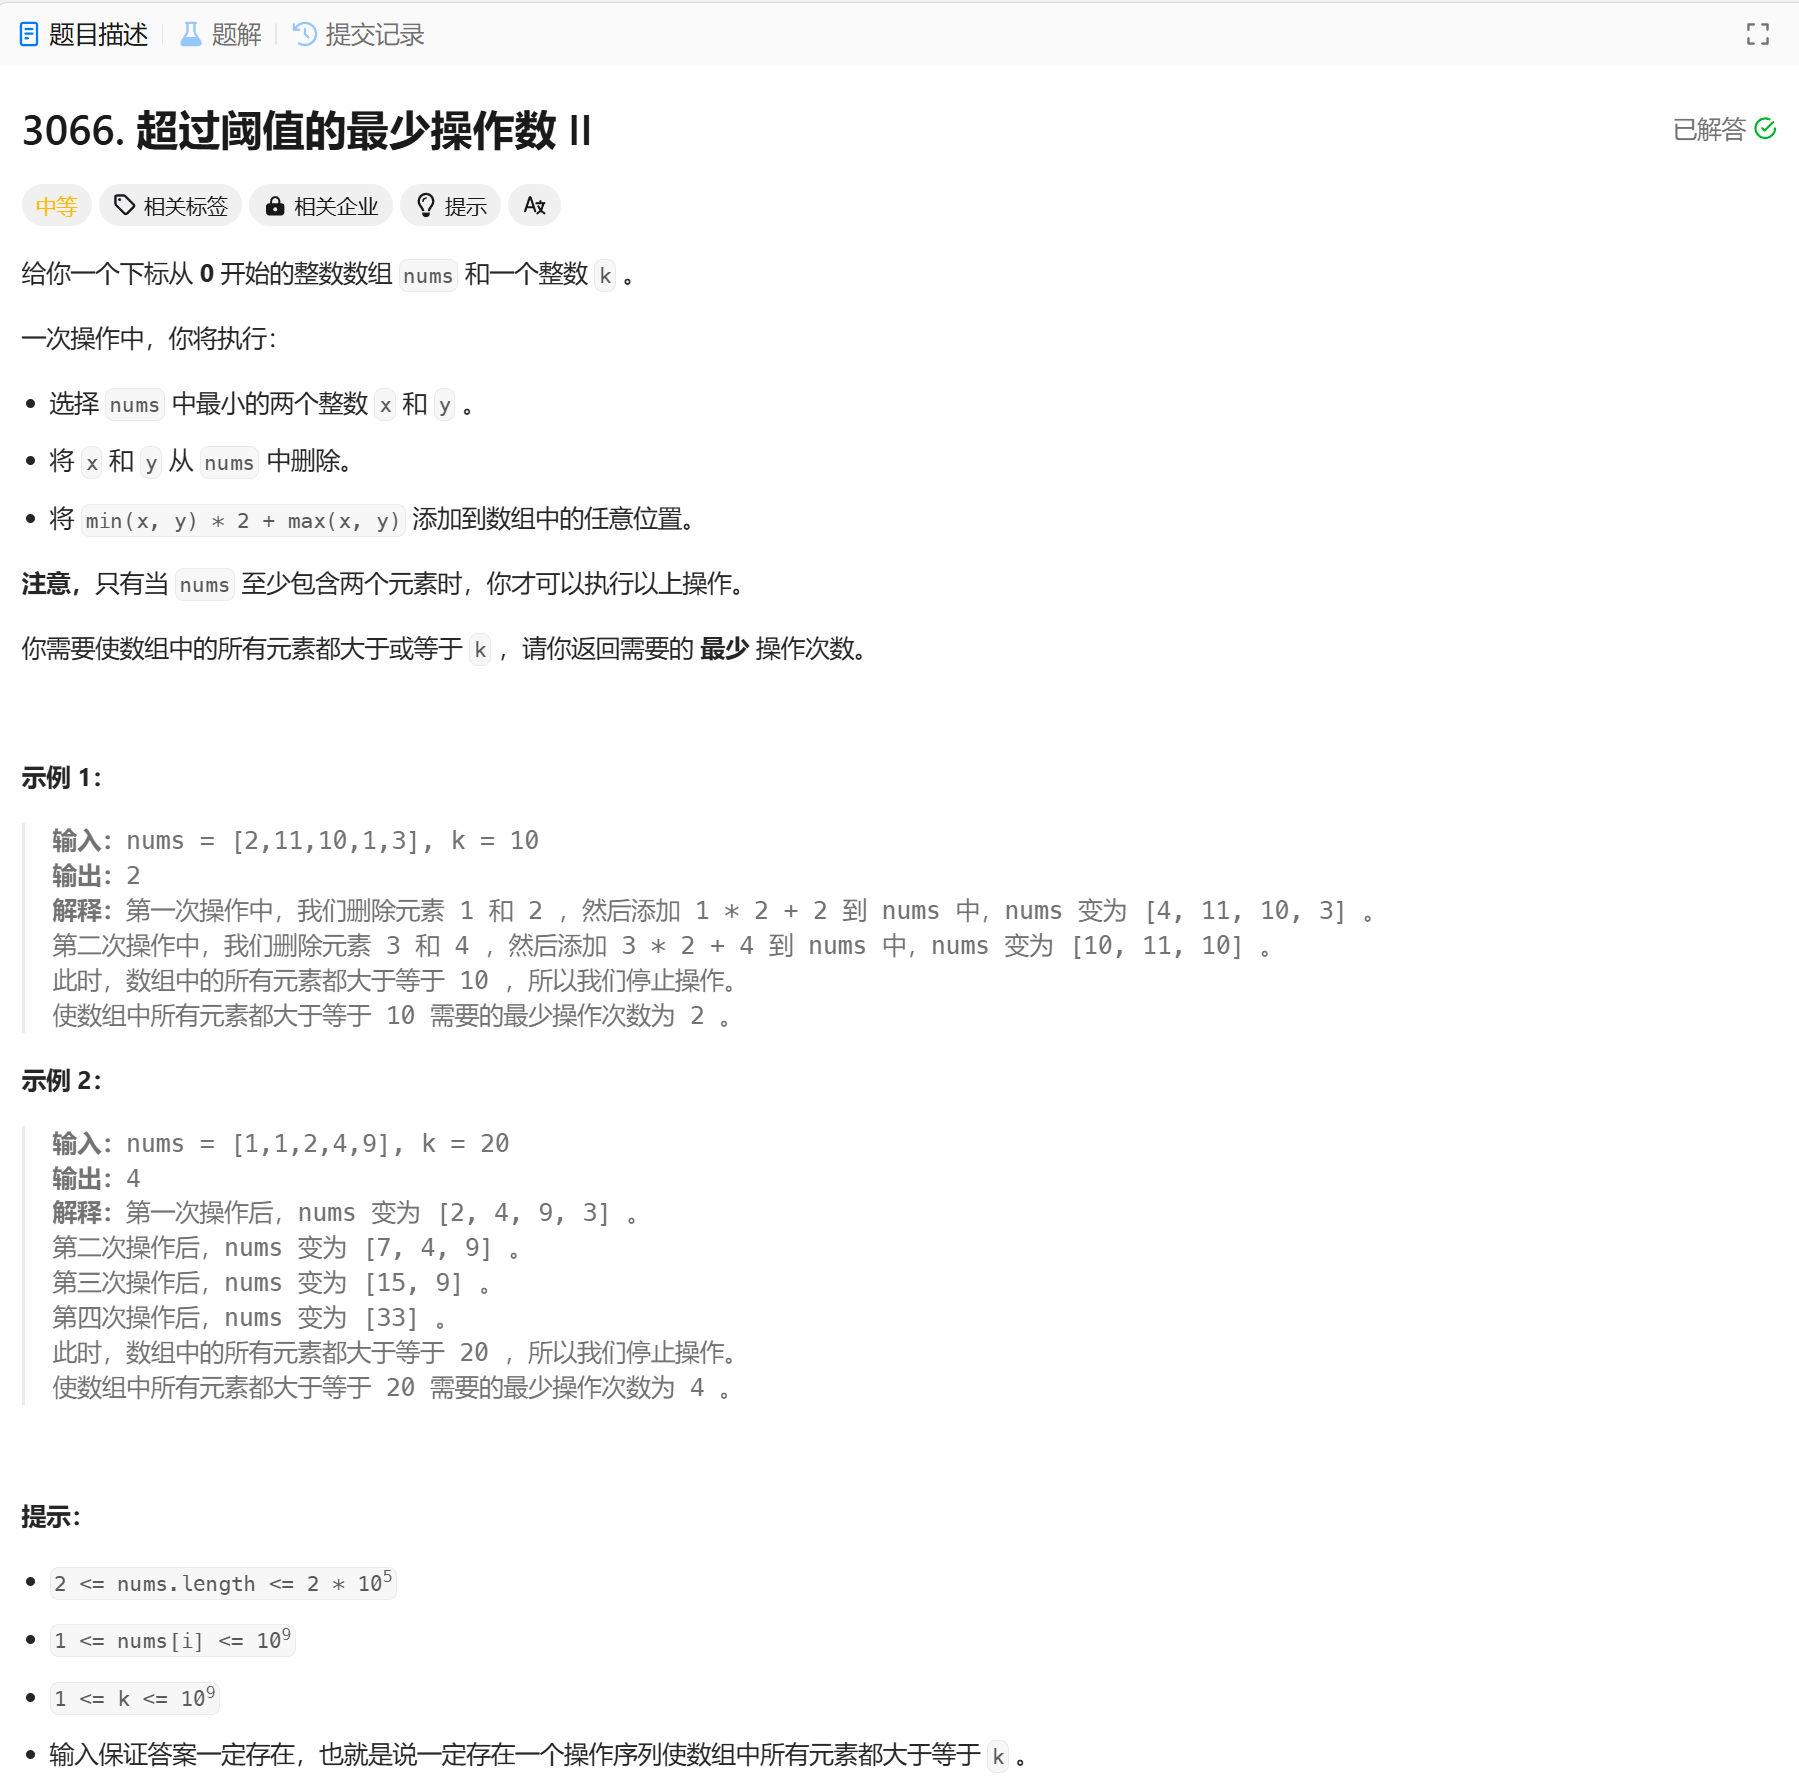 题目描述 题解 提交记录
3066. 超过阈值的最少操作数 II 已解答
中等 相关标签 相关企业 提示 Aa
给你一个下标从 0 开始的整数数组 nums 和一个整数 k 。
一次操作中，你将执行：
• 选择 nums 中最小的两个整数 x 和 y 。
• 将 x 和 y 从 nums 中删除。
• 将 min(x, y) * 2 + max(x, y) 添加到数组中的任意位置。
注意，只有当 nums 至少包含两个元素时，你才可以执行以上操作。
你需要使数组中的所有元素都大于或等于 k ，请你返回需要的 最少 操作次数。
示例 1：
输入：nums = [2,11,10,1,3], k = 10
输出：2
解释：第一次操作中，我们删除元素 1 和 2 ，然后添加 1 * 2 + 2 到 nums 中，nums 变为 [4, 11, 10, 3] 。
第二次操作中，我们删除元素 3 和 4 ，然后添加 3 * 2 + 4 到 nums 中，nums 变为 [10, 11, 10] 。
此时，数组中的所有元素都大于等于 10 ，所以我们停止操作。
使数组中所有元素都大于等于 10 需要的最少操作次数为 2 。
示例 2：
输入：nums = [1,1,2,4,9], k = 20
输出：4
解释：第一次操作后，nums 变为 [2, 4, 9, 3] 。
第二次操作后，nums 变为 [7, 4, 9] 。
第三次操作后，nums 变为 [15, 9] 。
第四次操作后，nums 变为 [33] 。
此时，数组中的所有元素都大于等于 20 ，所以我们停止操作。
使数组中所有元素都大于等于 20 需要的最少操作次数为 4 。
提示：
• 2 <= nums.length <= 2 * 10⁵
• 1 <= nums[i] <= 10⁹
• 1 <= k <= 10⁹
• 输入保证答案一定存在，也就是说一定存在一个操作序列使数组中所有元素都大于等于 k 。